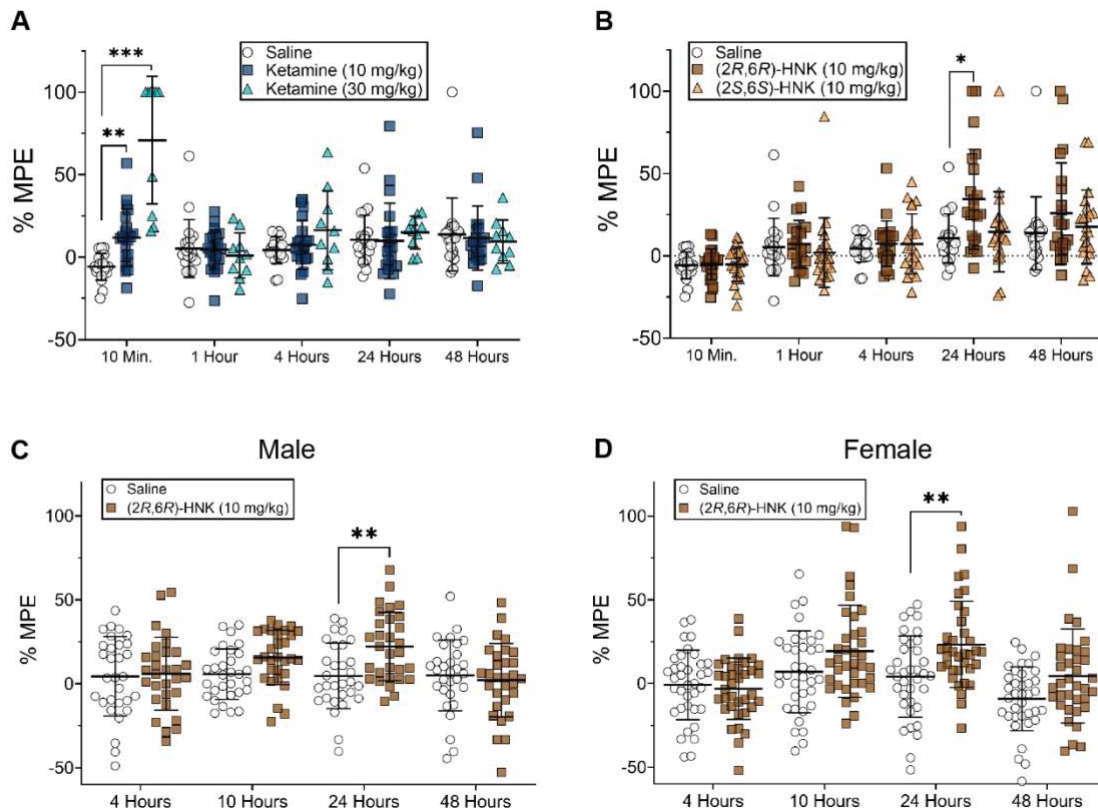 A
Saline
Ketamine (10 mg/kg)
Ketamine (30 mg/kg)
***
**
% MPE
100
50
0
-50
10 Min.
1 Hour
4 Hours
24 Hours
48 Hours
B
Saline
(2R,6R)-HNK (10 mg/kg)
(2S,6S)-HNK (10 mg/kg)
*
% MPE
100
50
0
-50
10 Min.
1 Hour
4 Hours
24 Hours
48 Hours
C
Male
Saline
(2R,6R)-HNK (10 mg/kg)
**
% MPE
100
50
0
-50
4 Hours
10 Hours
24 Hours
48 Hours
D
Female
Saline
(2R,6R)-HNK (10 mg/kg)
**
% MPE
100
50
0
-50
4 Hours
10 Hours
24 Hours
48 Hours